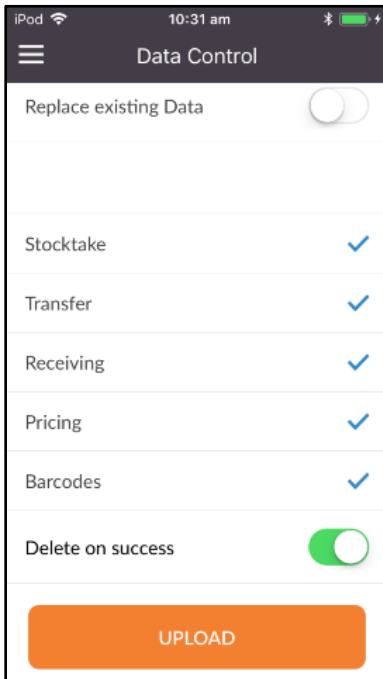 iPod 10:31 am
Data Control
Replace existing Data
Stocktake
Transfer
Receiving
Pricing
Barcodes
Delete on success
UPLOAD